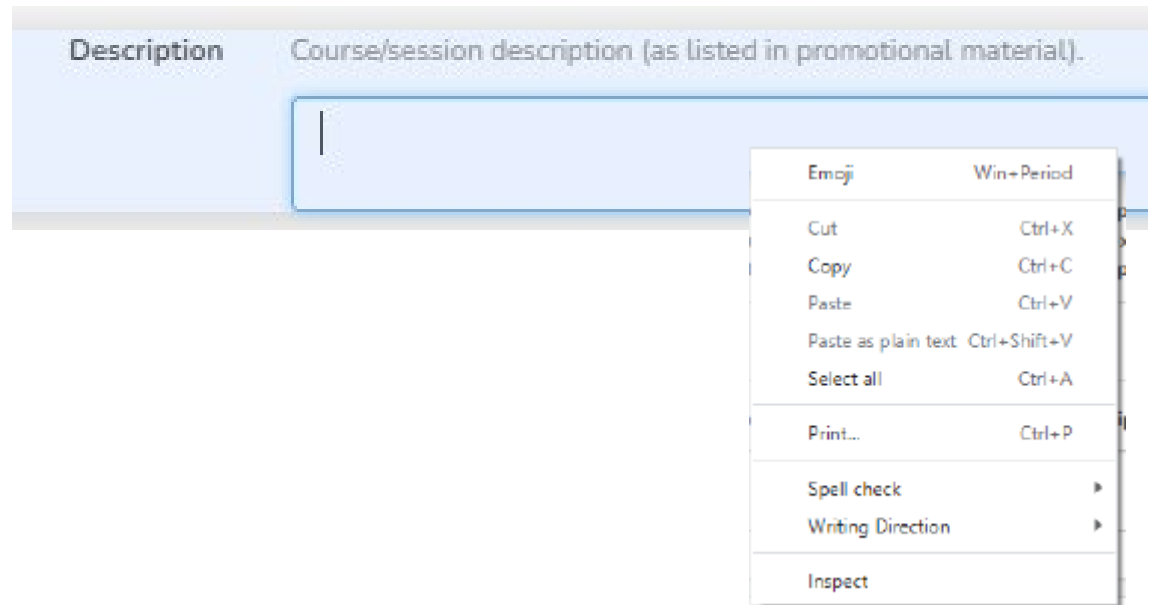 Description
Course/session description (as listed in promotional material).
Emoji Win+Period
Cut Ctrl+X
Copy Ctrl+C
Paste Ctrl+V
Paste as plain text Ctrl+Shift+V
Select all Ctrl+A
Print... Ctrl+P
Spell check
Writing Direction
Inspect